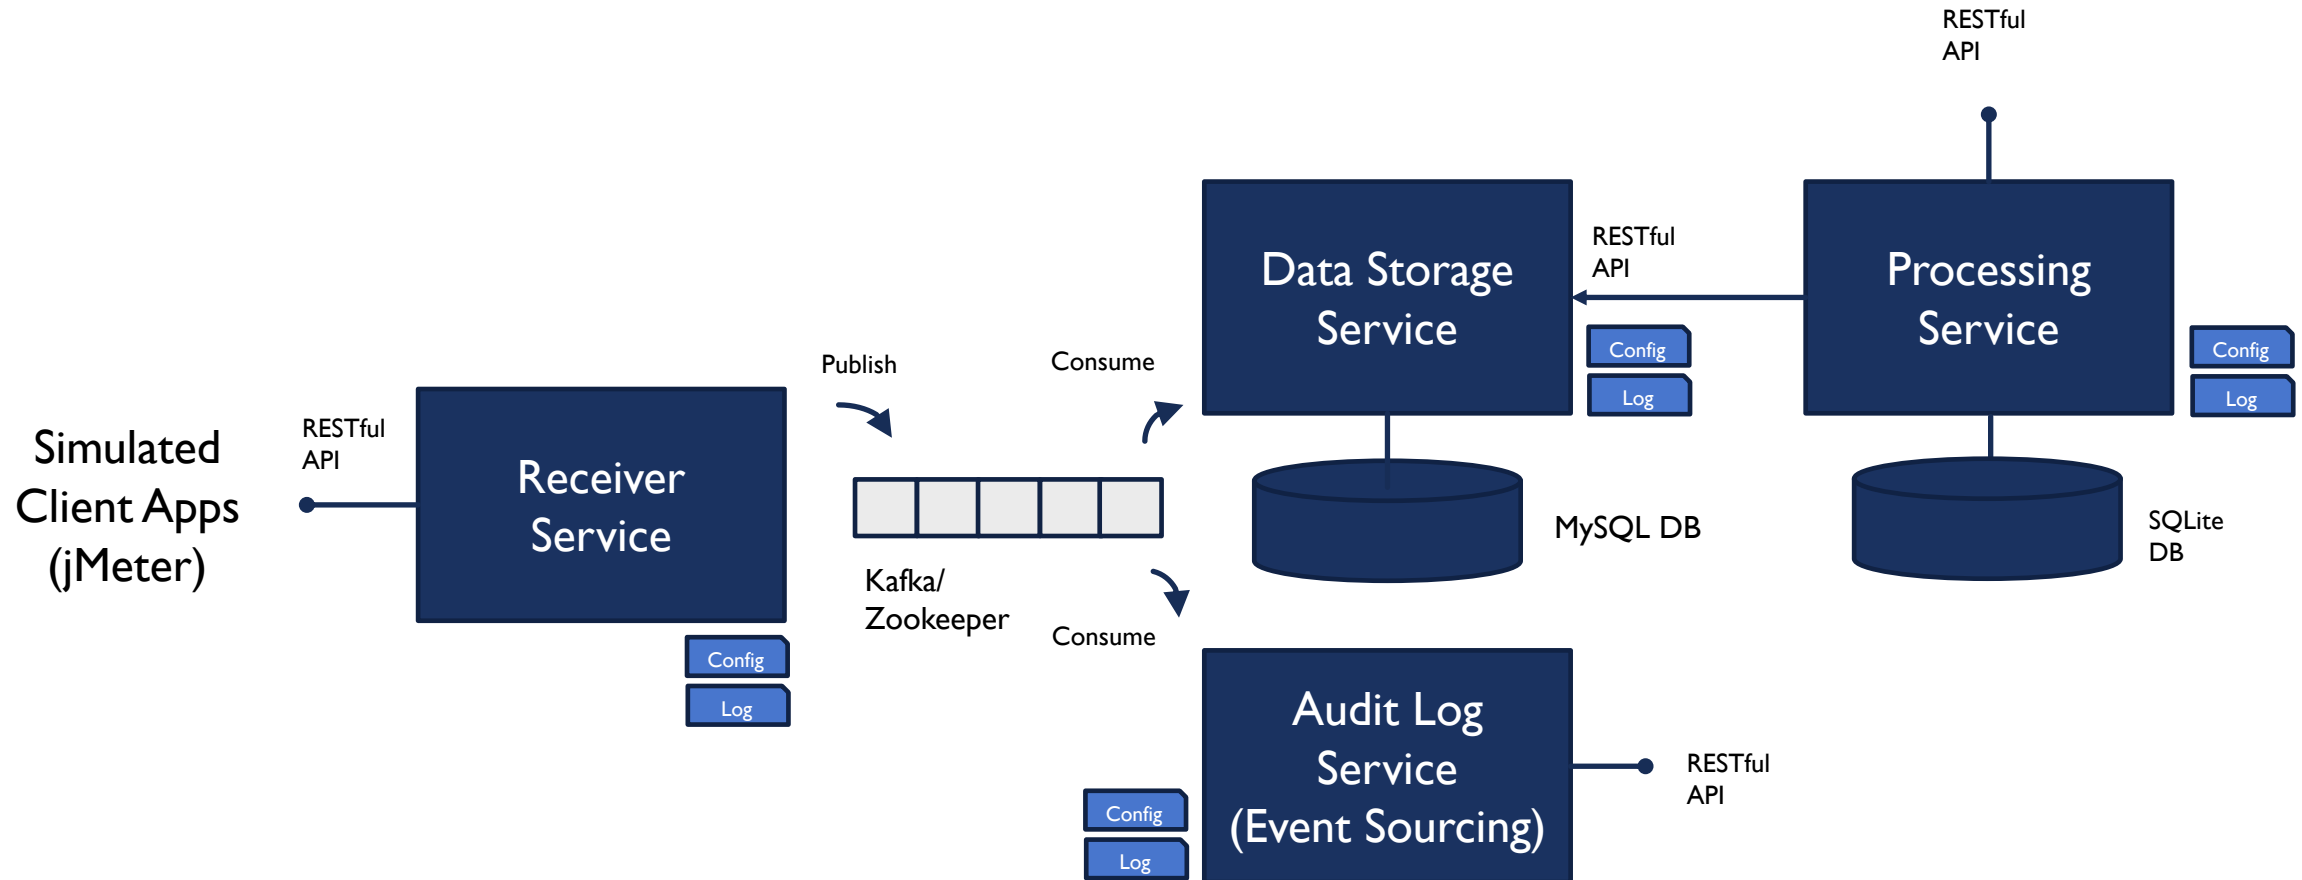 RESTful
API
Data Storage
Service
RESTful
API
Processing
Service
Config
Log
Config
Log
Publish
Consume
Simulated
Client Apps
(jMeter)
RESTful
API
Receiver
Service
Kafka/
Zookeeper
Consume
MySQL DB
SQLite
DB
Config
Log
Audit Log
Service
(Event Sourcing)
RESTful
API
Config
Log